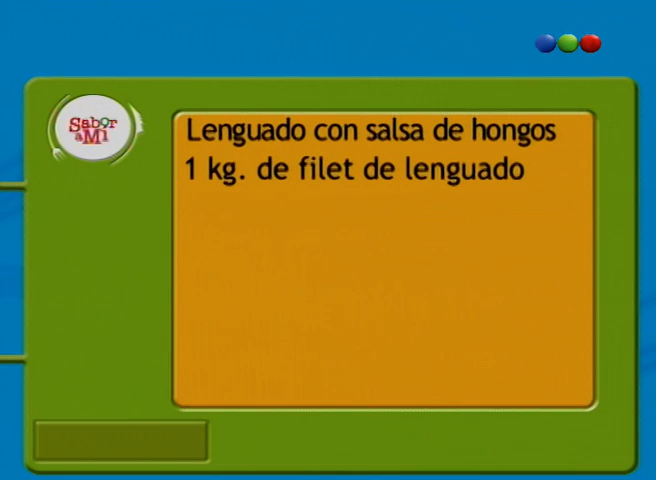 Sabor
a Mi
Lenguado con salsa de hongos
1 kg. de filet de lenguado